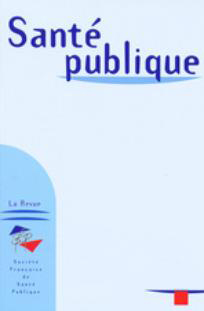 Santé
publique
La Revue
Société
Française
de
Santé
Publique